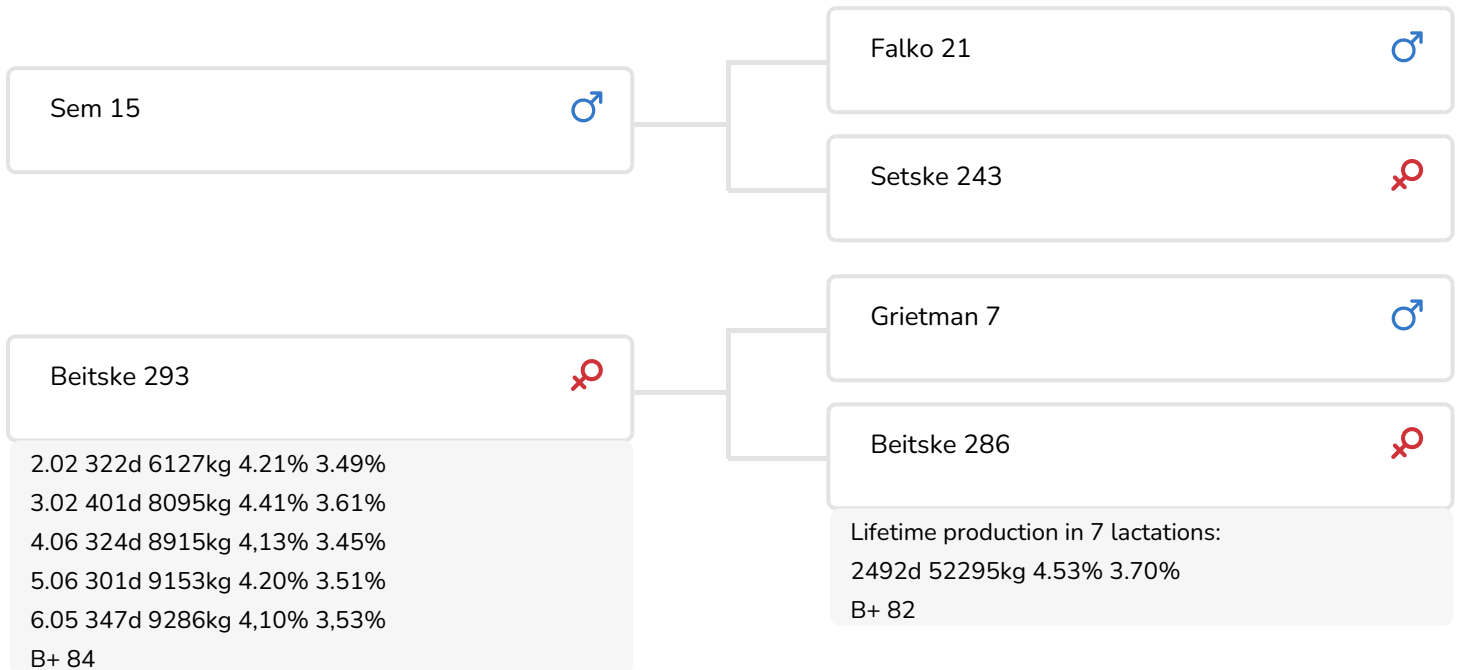 Sem 15
Falko 21
Setske 243
Beitske 293
2.02 322d 6127kg 4.21% 3.49%
3.02 401d 8095kg 4.41% 3.61%
4.06 324d 8915kg 4,13% 3.45%
5.06 301d 9153kg 4.20% 3.51%
6.05 347d 9286kg 4,10% 3,53%
B+ 84
Grietman 7
Beitske 286
Lifetime production in 7 lactations:
2492d 52295kg 4.53% 3.70%
B+ 82